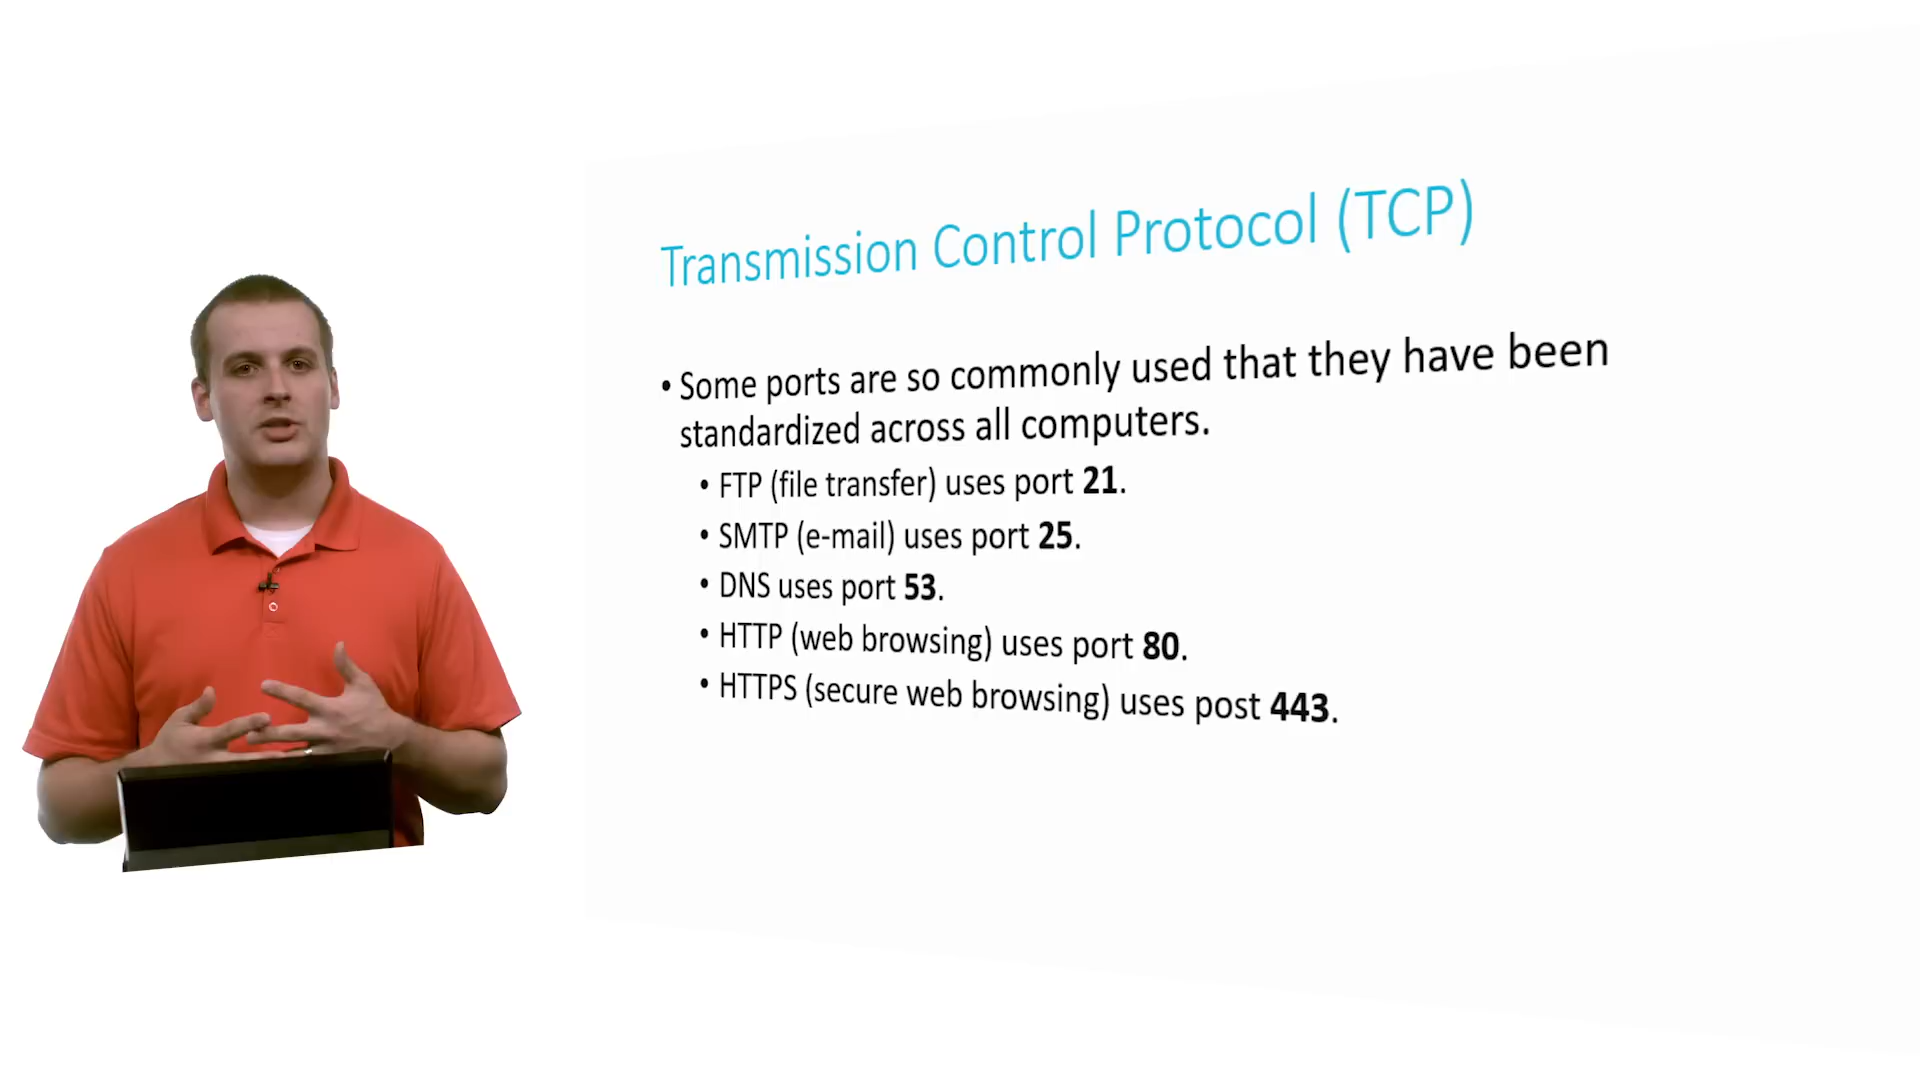 Transmission Control Protocol (TCP)
• Some ports are so commonly used that they have been
standardized across all computers.
• FTP (file transfer) uses port 21.
• SMTP (e-mail) uses port 25.
• DNS uses port 53.
• HTTP (web browsing) uses port 80.
• HTTPS (secure web browsing) uses post 443.